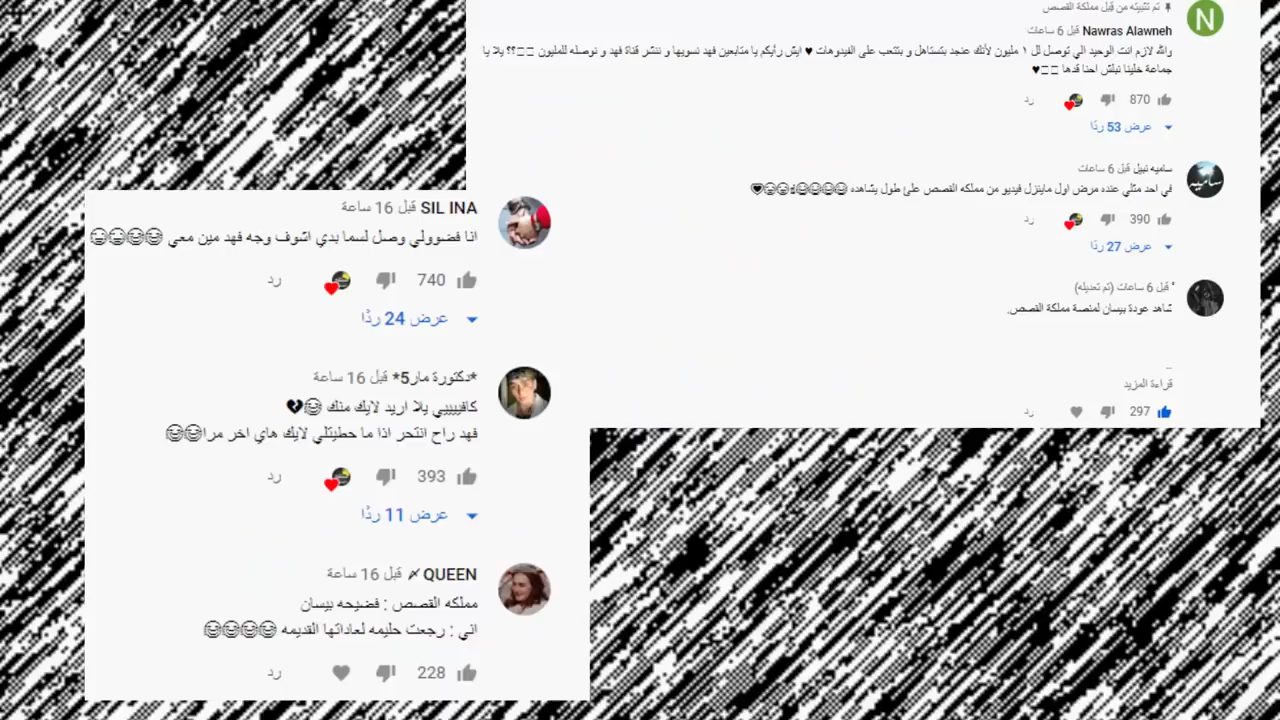 تم تثبيته من قبل مملكة القصص
Nawras Alawneh قبل 6 ساعات
والله لازم انت الوحيد الي توصل ال ١ مليون لأنك عنجد بتستاهل و بتتعب على الفيدوهات ♥ ايش رأيكم يا متابعين فهد نسويها و ننشر قناة فهد و نوصله للمليون □□؟؟ يلا يا
جماعة خلينا نبلش احنا قدها □□♥
870 رد
عرض 53 ردًا
ساميه نبيل قبل 6 ساعات
في احد مثلي عنده مرض اول ماينزل فيديو من مملكه القصص علئ طول يشاهده
390 رد
عرض 27 ردًا
قبل 6 ساعات (تم تعديله)
شاهد عودة بيسان لمنصة مملكة القصص.
...
قراءة المزيد
297 رد
SIL INA قبل 16 ساعة
انا فضوولي وصل لسما بدي اشوف وجه فهد مين معي 😂😂😂😂
740 رد
عرض 24 ردًا
*دكتورة مار5* قبل 16 ساعة
كافيييي يلا اريد لايك منك 😂💔
فهد راح انتحر اذا ما حطيتلي لايك هاي اخر مرا😂😂
393 رد
عرض 11 ردًا
QUEEN قبل 16 ساعة
مملكه القصص : فضيحه بيسان
اني : رجعت حليمه لعاداتها القديمه 😂😂😂😂
228 رد